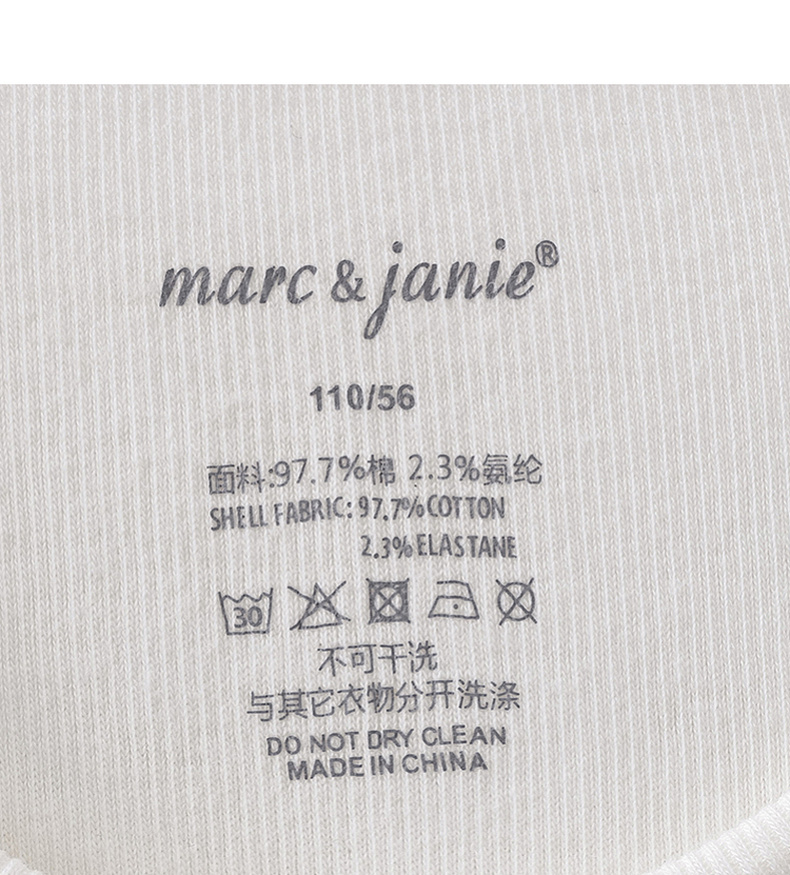 marc & janie®
110/56
面料:97.7%棉 2.3%氨纶
SHELL FABRIC: 97.7% COTTON
2.3% ELASTANE
30
不可干洗
与其它衣物分开洗涤
DO NOT DRY CLEAN
MADE IN CHINA